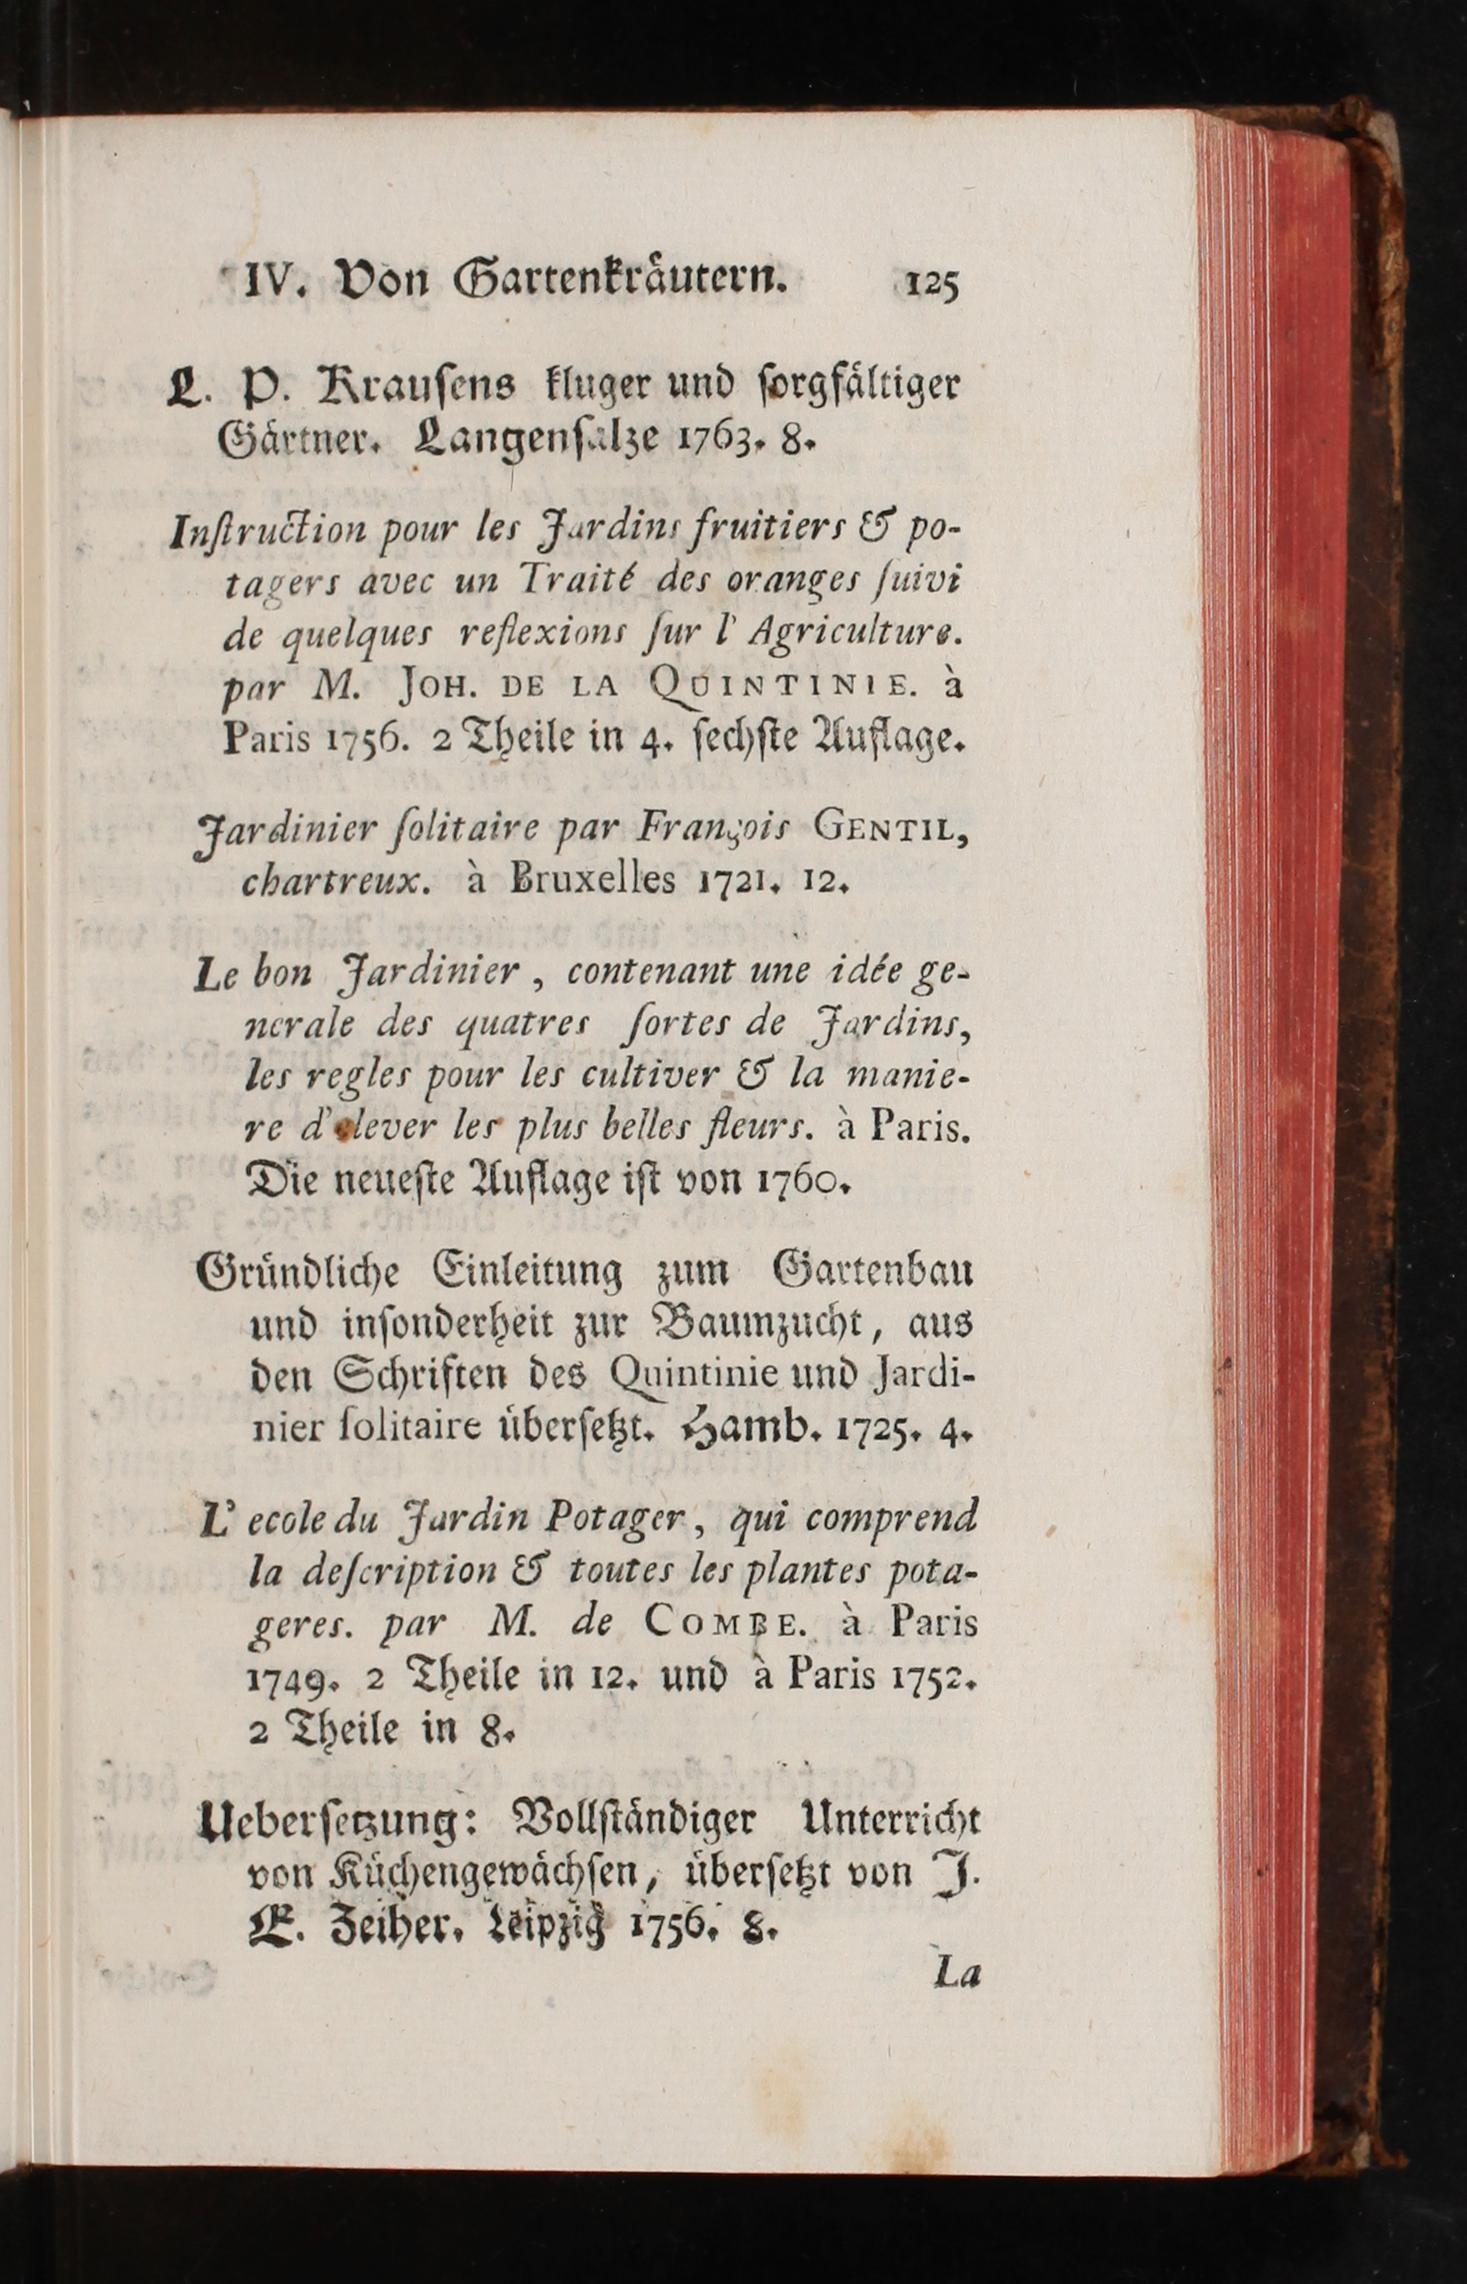 IV. Von Gartenkräutern. 125
L. P. Krauſens kluger und ſorgfältiger
Gärtner. Langenſalze 1763. 8.
Inſtruction pour les Jardins fruitiers & po-
tagers avec un Traité des oranges ſuivi
de quelques reflexions ſur l' Agriculture.
par M. JOH. DE LA QUINTINIE. à
Paris 1756. 2 Theile in 4. ſechſte Auflage.
Jardinier ſolitaire par François GENTIL,
chartreux. à Bruxelles 1721. 12.
Le bon Jardinier, contenant une idée ge-
nerale des quatres ſortes de Jardins,
les regles pour les cultiver & la manie-
re d'elever les plus belles fleurs. à Paris.
Die neueſte Auflage iſt von 1760.
Gründliche Einleitung zum Gartenbau
und inſonderheit zur Baumzucht, aus
den Schriften des Quintinie und Jardi-
nier ſolitaire überſetzt. Hamb. 1725. 4.
L' ecole du Jardin Potager, qui comprend
la deſcription & toutes les plantes pota-
geres. par M. de COMBE. à Paris
1749. 2 Theile in 12. und à Paris 1752.
2 Theile in 8.
Ueberſetzung: Vollſtändiger Unterricht
von Küchengewächſen, überſetzt von J.
E. Zeiher. Leipzig 1756. 8.
La